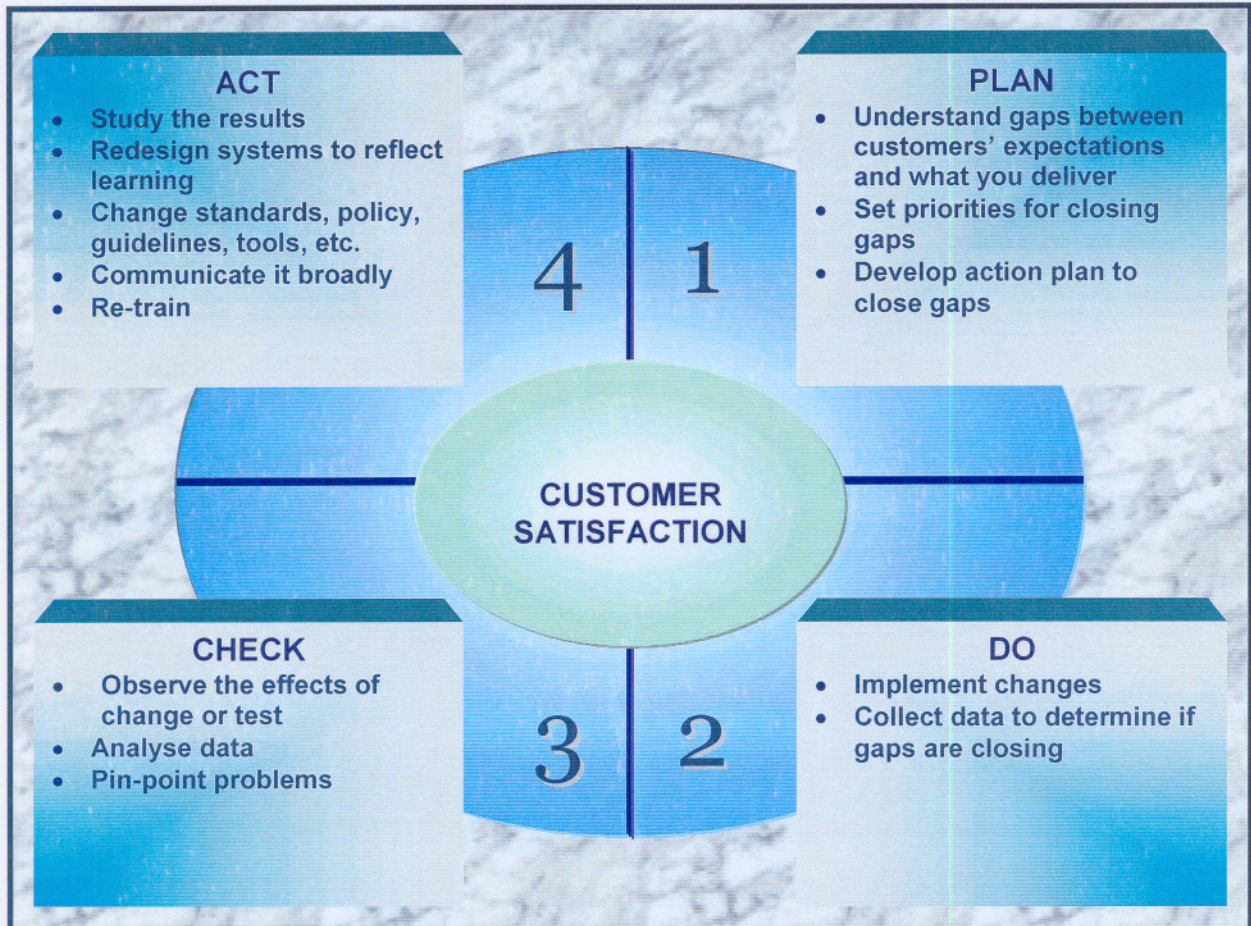 ACT
• Study the results
• Redesign systems to reflect
learning
• Change standards, policy,
guidelines, tools, etc.
• Communicate it broadly
• Re-train
PLAN
• Understand gaps between
customers’ expectations
and what you deliver
• Set priorities for closing
gaps
• Develop action plan to
close gaps
4
1
CUSTOMER
SATISFACTION
CHECK
• Observe the effects of
change or test
• Analyse data
• Pin-point problems
3
2
DO
• Implement changes
• Collect data to determine if
gaps are closing